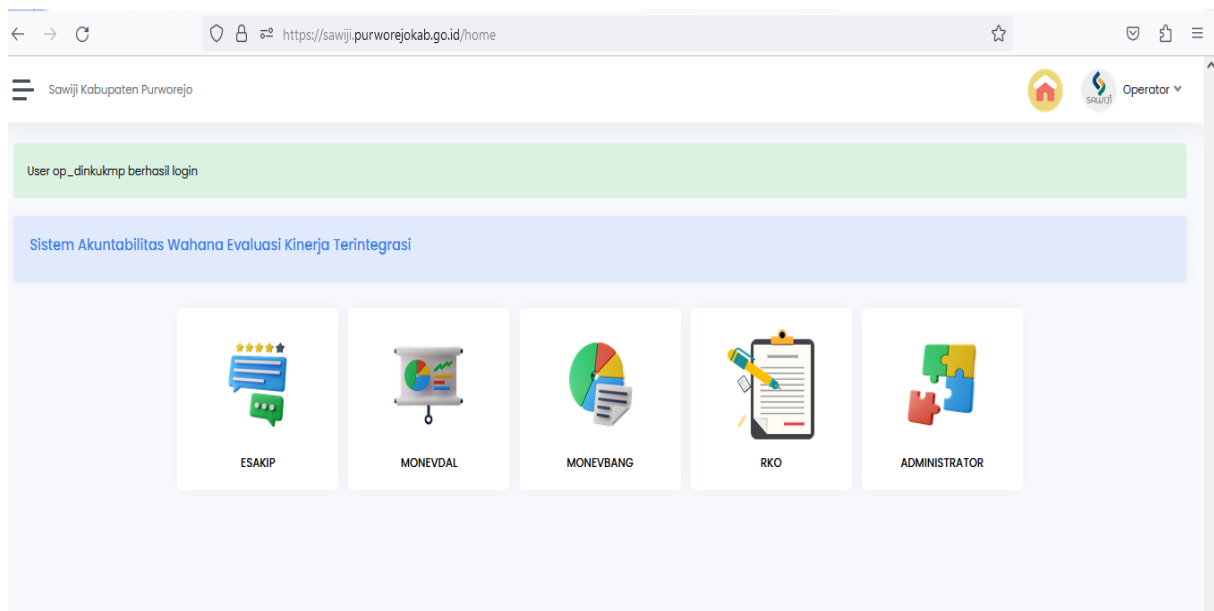 https://sawiji.purworejokab.go.id/home
Sawiji Kabupaten Purworejo
SAWIJI
Operator
User op_dinkukmp berhasil login
Sistem Akuntabilitas Wahana Evaluasi Kinerja Terintegrasi
ESAKIP
MONEVDAL
MONEVBANG
RKO
ADMINISTRATOR